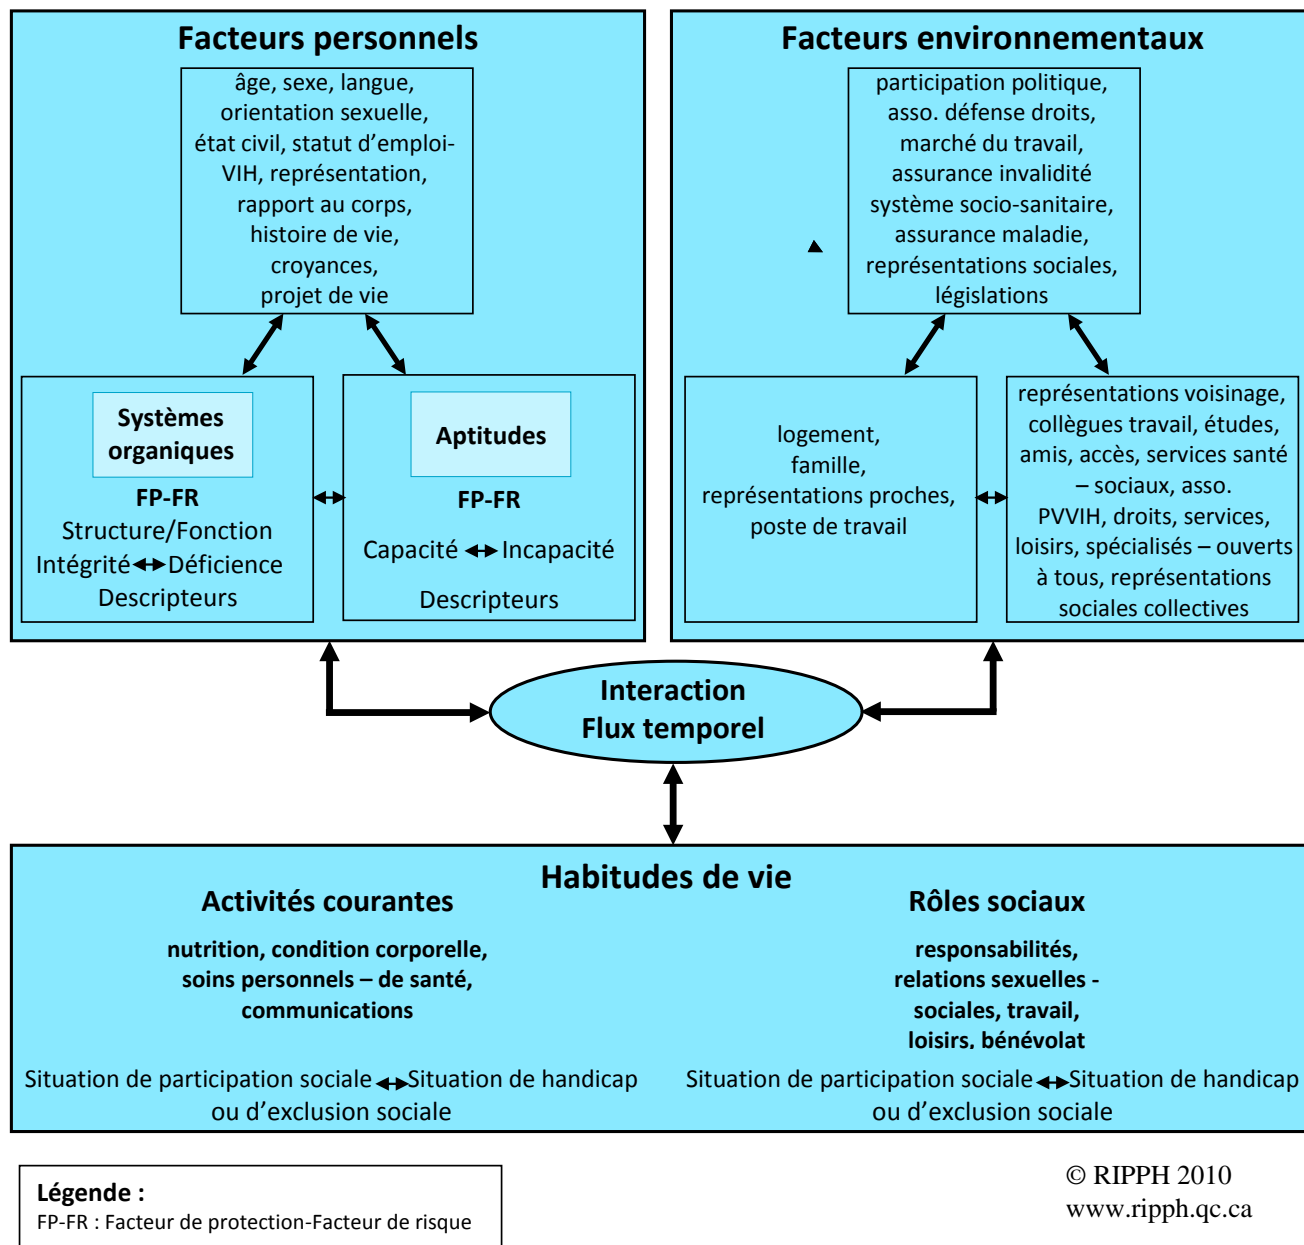 Facteurs personnels
âge, sexe, langue,
orientation sexuelle,
état civil, statut d’emploi-
VIH, représentation,
rapport au corps,
histoire de vie,
croyances,
projet de vie
Systèmes
organiques
FP-FR
Structure/Fonction
Intégrité Déficience
Descripteurs
Aptitudes
FP-FR
Capacité Incapacité
Descripteurs
Facteurs environnementaux
participation politique,
asso. défense droits,
marché du travail,
assurance invalidité
système socio-sanitaire,
assurance maladie,
représentations sociales,
législations
logement,
famille,
représentations proches,
poste de travail
représentations voisinage,
collègues travail, études,
amis, accès, services santé
– sociaux, asso.
PVVIH, droits, services,
loisirs, spécialisés – ouverts
à tous, représentations
sociales collectives
Interaction
Flux temporel
Habitudes de vie
Activités courantes
nutrition, condition corporelle,
soins personnels – de santé,
communications
Situation de participation sociale Situation de handicap
ou d’exclusion sociale
Rôles sociaux
responsabilités,
relations sexuelles -
sociales, travail,
loisirs, bénévolat
Situation de participation sociale Situation de handicap
ou d’exclusion sociale
Légende :
FP-FR : Facteur de protection-Facteur de risque
© RIPPH 2010
www.ripph.qc.ca